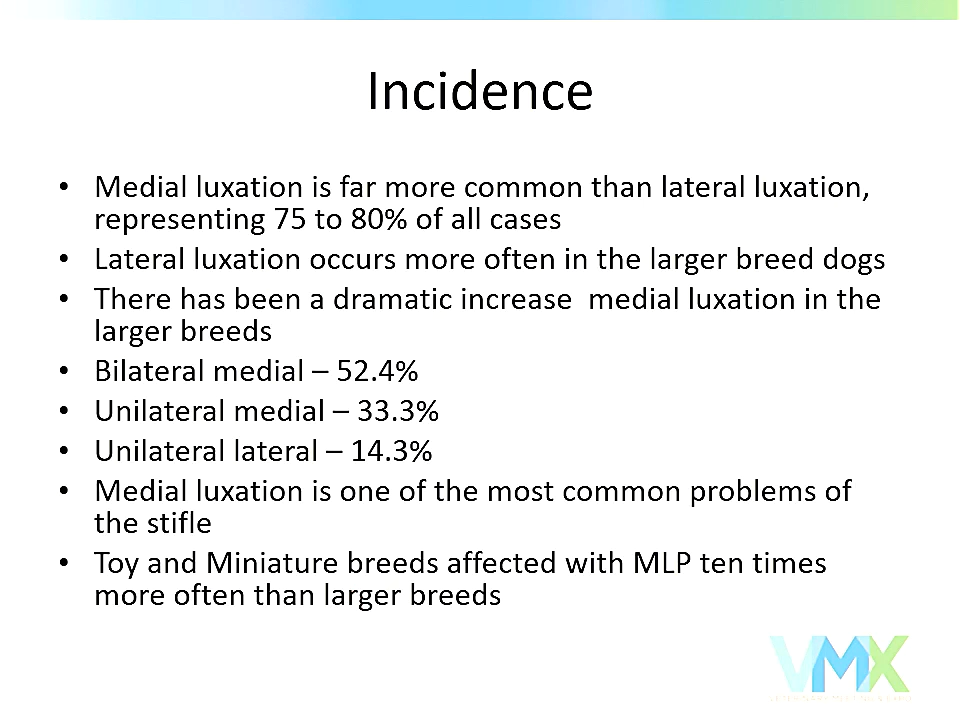 Incidence
• Medial luxation is far more common than lateral luxation,
representing 75 to 80% of all cases
• Lateral luxation occurs more often in the larger breed dogs
• There has been a dramatic increase  medial luxation in the
larger breeds
• Bilateral medial – 52.4%
• Unilateral medial – 33.3%
• Unilateral lateral – 14.3%
• Medial luxation is one of the most common problems of
the stifle
• Toy and Miniature breeds affected with MLP ten times
more often than larger breeds
VMX